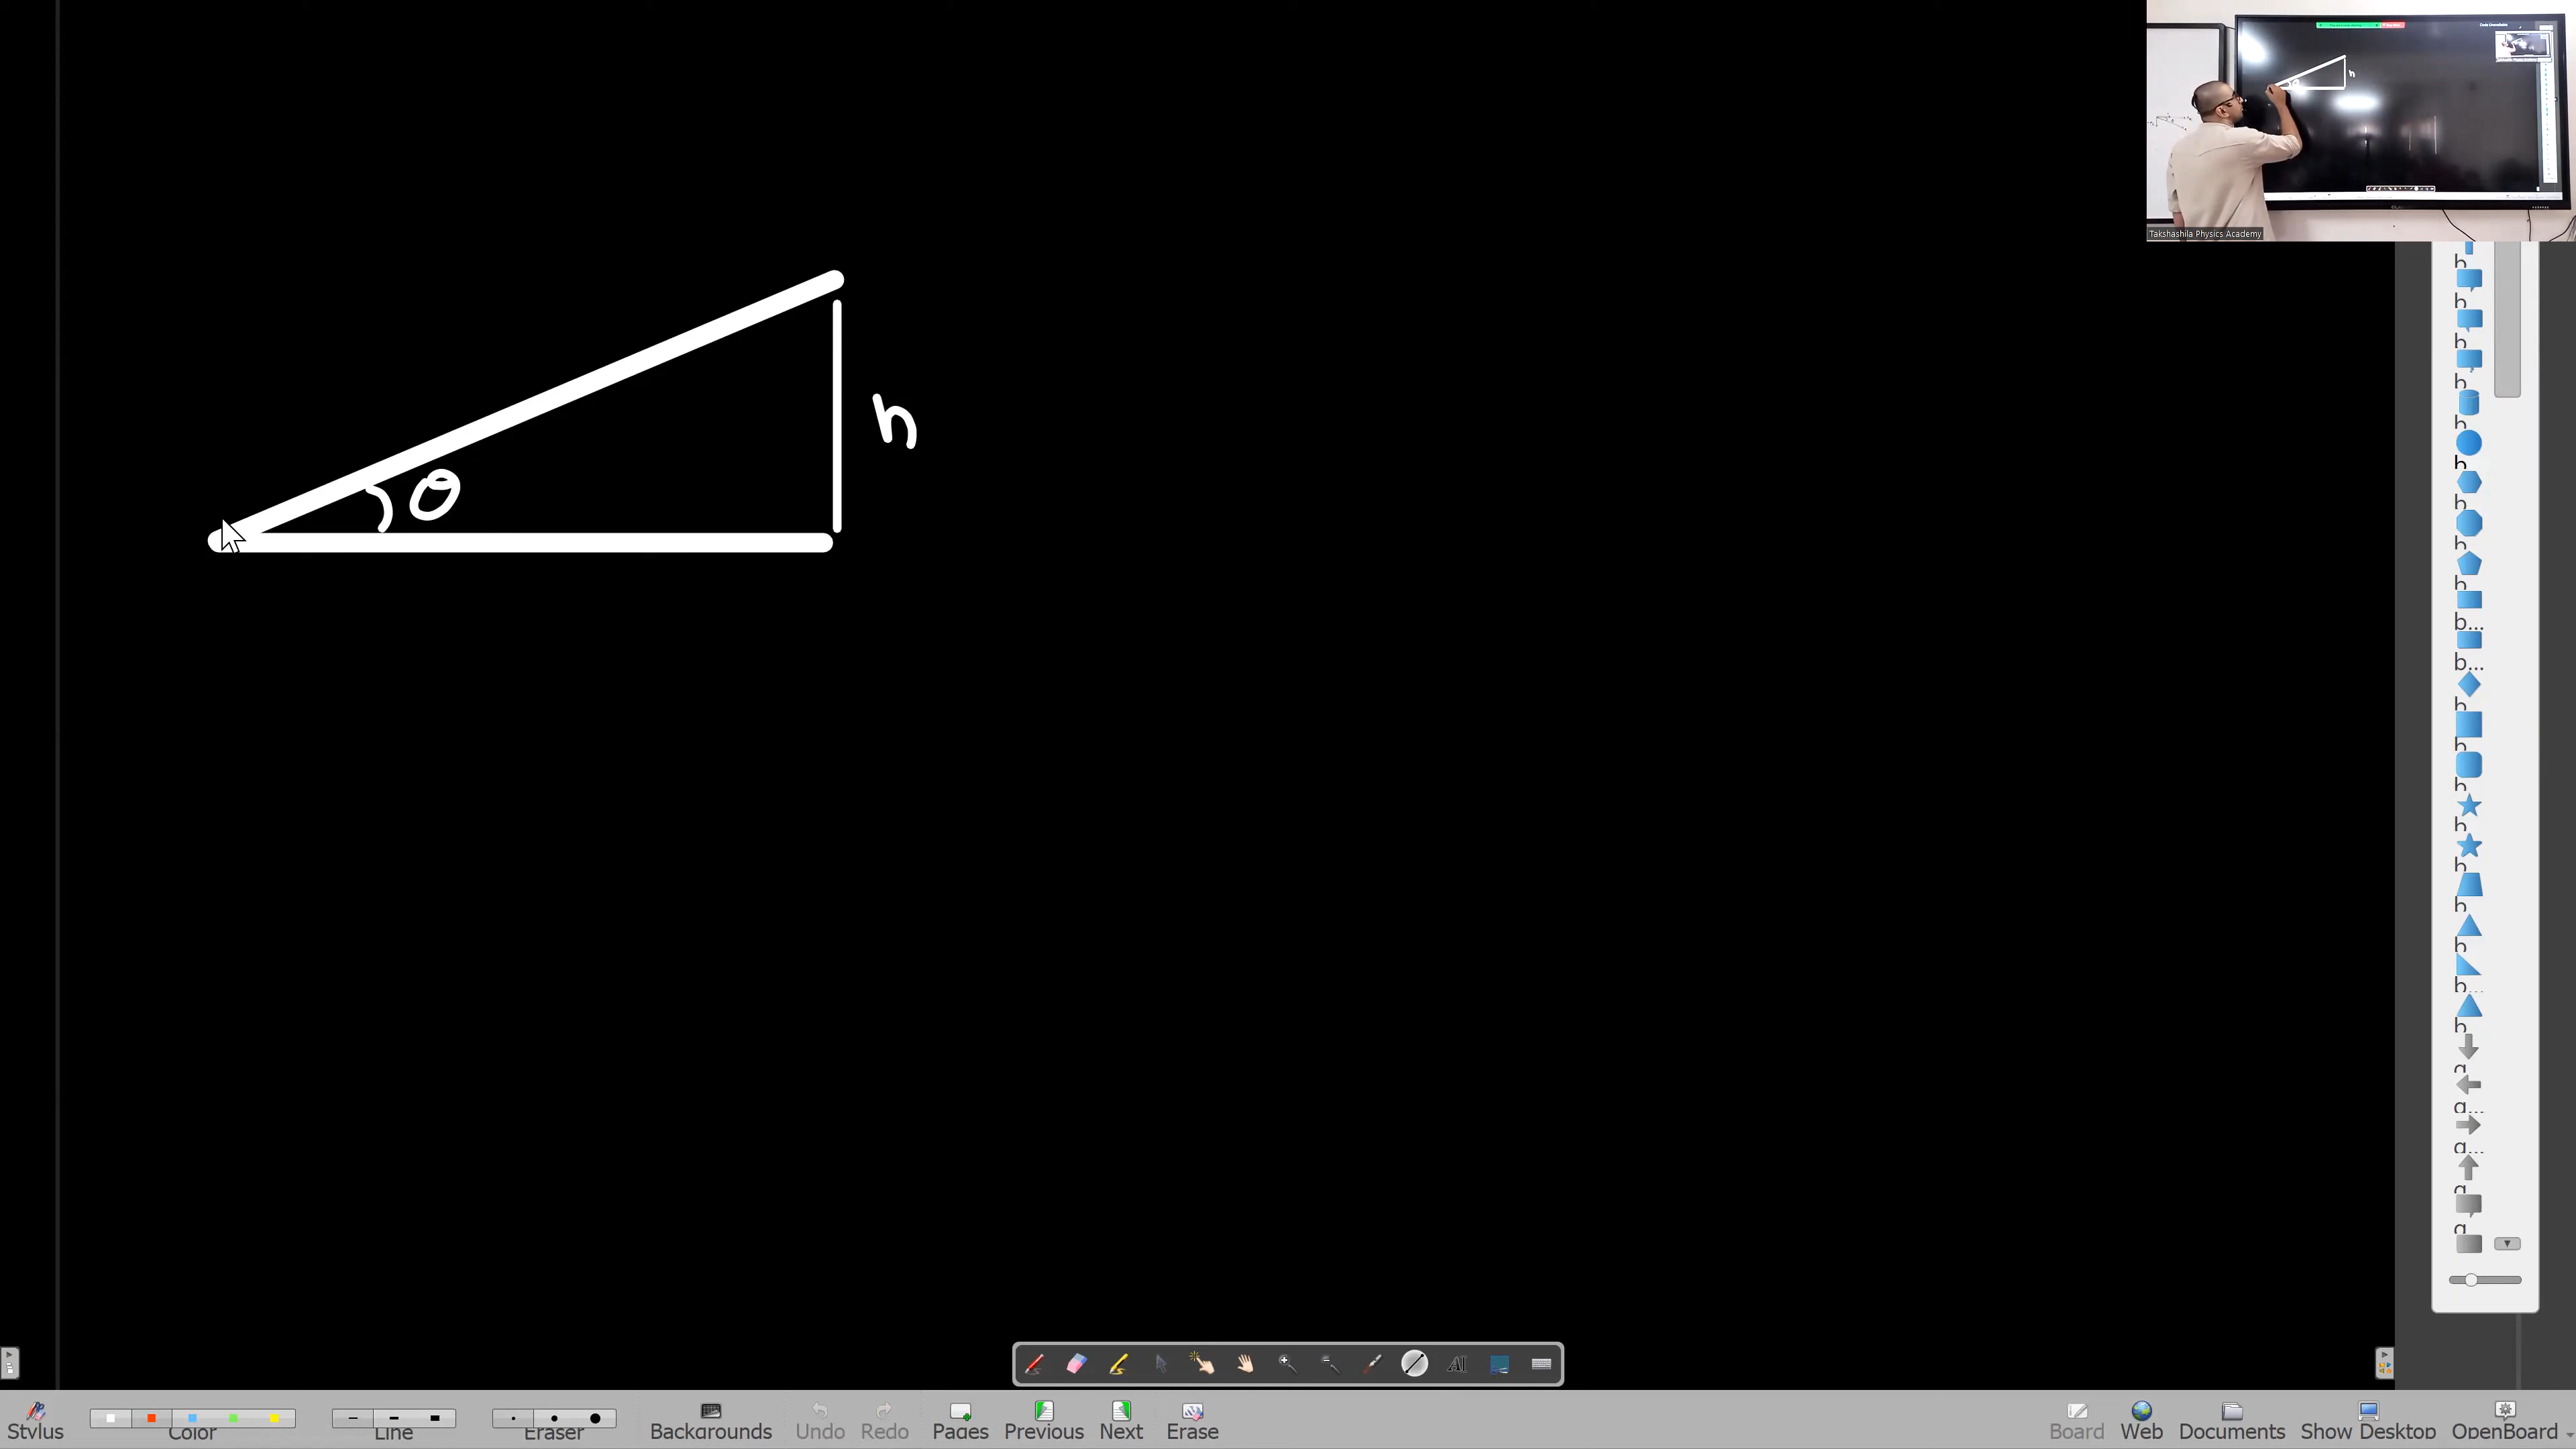 Takshashila Physics Academy
h
θ
b
b
b
b
b
b
b
b
b
b...
b...
b
b
b
b
b
b
b
b...
b
a
a...
a...
a
a
AI
Stylus
Color
Line
Eraser
Backgrounds
Undo
Redo
Pages
Previous
Next
Erase
Board
Web
Documents
Show Desktop
OpenBoard